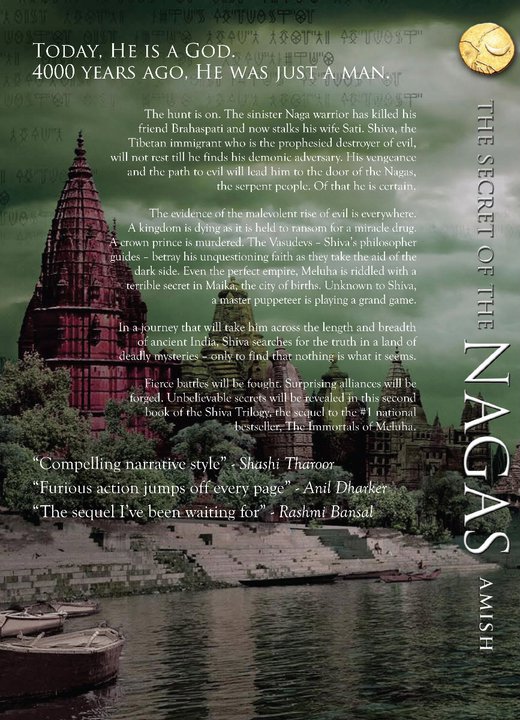 TODAY, HE IS A GOD.
4000 YEARS AGO, HE WAS JUST A MAN.
The hunt is on. The sinister Naga warrior has killed his
friend Brahaspati and now stalks his wife Sati. Shiva, the
Tibetan immigrant who is the prophesied destroyer of evil,
will not rest till he finds his demonic adversary. His vengeance
and the path to evil will lead him to the door of the Nagas,
the serpent people. Of that he is certain.
The evidence of the malevolent rise of evil is everywhere.
A kingdom is dying as it is held to ransom for a miracle drug.
A crown prince is murdered. The Vasudevs – Shiva's philosopher
guides – betray his unquestioning faith as they take the aid of the
dark side. Even the perfect empire, Meluha is riddled with a
terrible secret in Maika, the city of births. Unknown to Shiva,
a master puppeteer is playing a grand game.
In a journey that will take him across the length and breadth
of ancient India, Shiva searches for the truth in a land of
deadly mysteries – only to find that nothing is what it seems.
Fierce battles will be fought. Surprising alliances will be
forged. Unbelievable secrets will be revealed in this second
book of the Shiva Trilogy, the sequel to the #1 national
bestseller, The Immortals of Meluha.
“Compelling narrative style” - Shashi Tharoor
“Furious action jumps off every page” - Anil Dharker
“The sequel I've been waiting for” - Rashmi Bansal
THE SECRET OF THE
NAGAS
AMISH